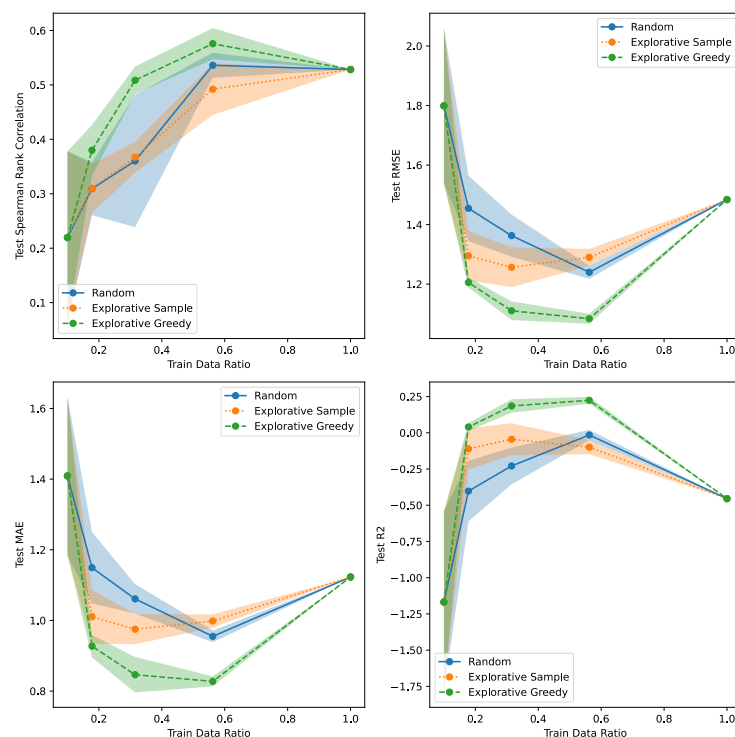 Test Spearman Rank Correlation
0.6
0.5
0.4
0.3
0.2
0.1
0.2
0.4
0.6
0.8
1.0
Train Data Ratio
Random
Explorative Sample
Explorative Greedy
Test RMSE
2.0
1.8
1.6
1.4
1.2
0.2
0.4
0.6
0.8
1.0
Train Data Ratio
Random
Explorative Sample
Explorative Greedy
Test MAE
1.6
1.4
1.2
1.0
0.8
0.2
0.4
0.6
0.8
1.0
Train Data Ratio
Random
Explorative Sample
Explorative Greedy
Test R2
0.25
0.00
−0.25
−0.50
−0.75
−1.00
−1.25
−1.50
−1.75
0.2
0.4
0.6
0.8
1.0
Train Data Ratio
Random
Explorative Sample
Explorative Greedy